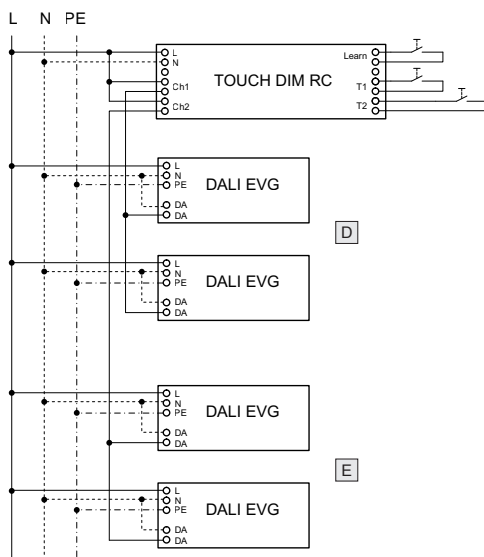 L N PE
L
N
Ch1
Ch2
TOUCH DIM RC
Learn
T1
T2
L
N
PE
DA
DA
DALI EVG
D
L
N
PE
DA
DA
DALI EVG
L
N
PE
DA
DA
DALI EVG
E
L
N
PE
DA
DA
DALI EVG